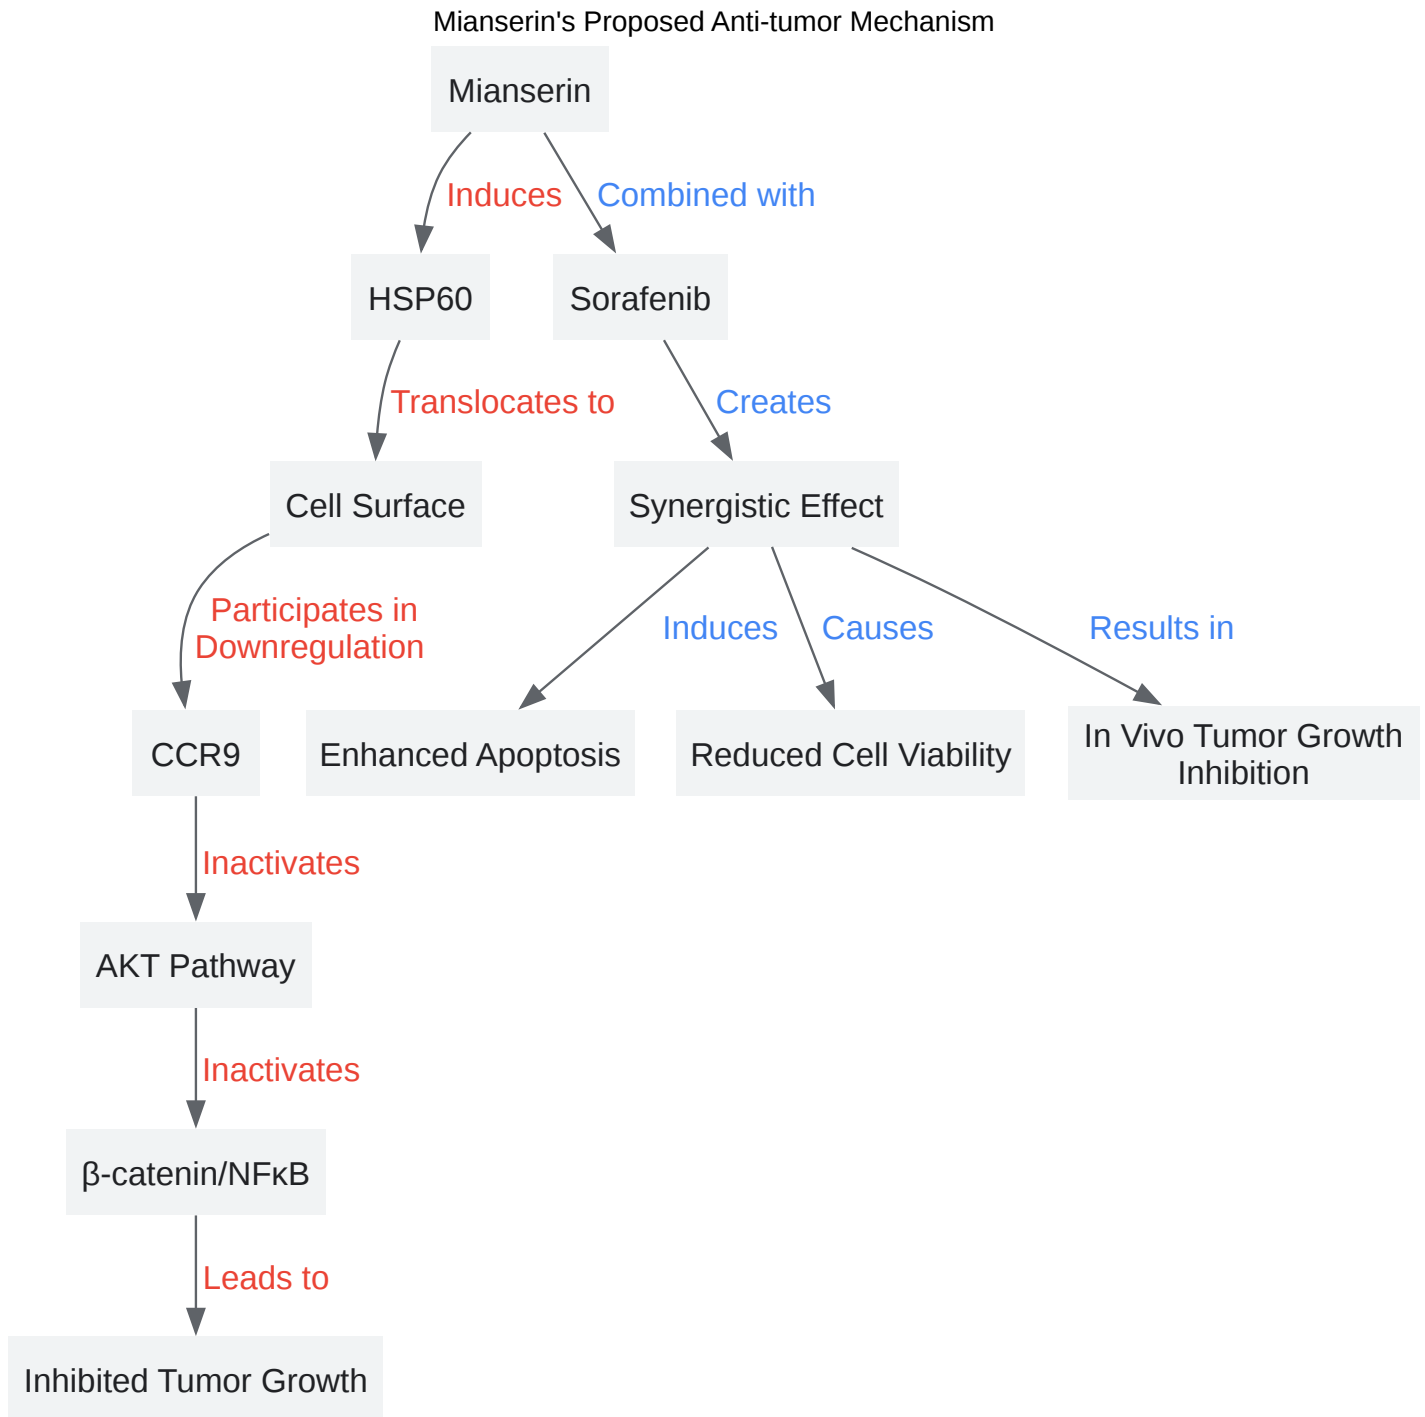 Mianserin's Proposed Anti-tumor Mechanism
Mianserin
Induces
Combined with
HSP60
Sorafenib
Translocates to
Creates
Cell Surface
Synergistic Effect
Participates in
Downregulation
Induces
Causes
Results in
CCR9
Enhanced Apoptosis
Reduced Cell Viability
In Vivo Tumor Growth
Inhibition
Inactivates
AKT Pathway
Inactivates
β-catenin/NFκB
Leads to
Inhibited Tumor Growth